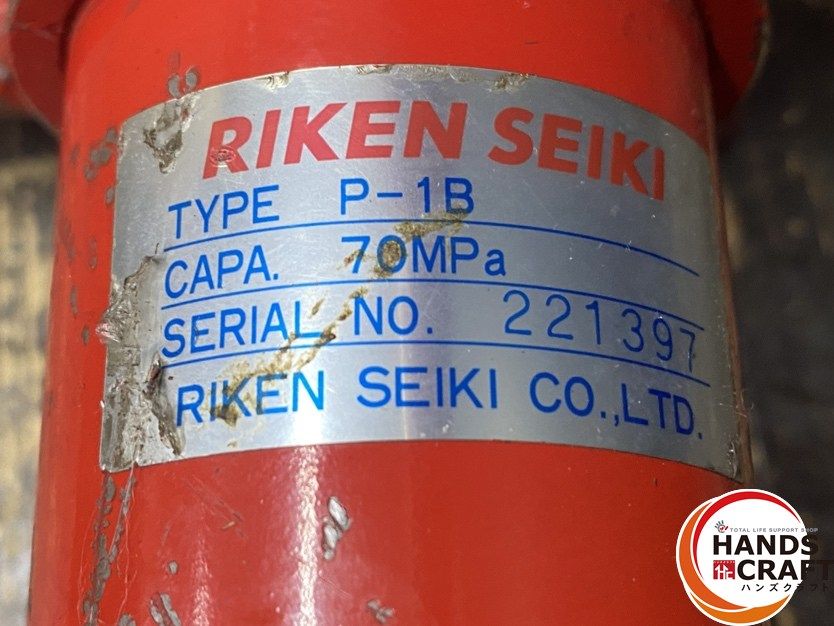 RIKEN SEIKI
TYPE P-1B
CAPA. 70MPa
SERIAL NO. 221397
RIKEN SEIKI CO.,LTD.
TOTAL LIFE SUPPORT SHOP
HANDS
CRAFT
ハンズクラフト